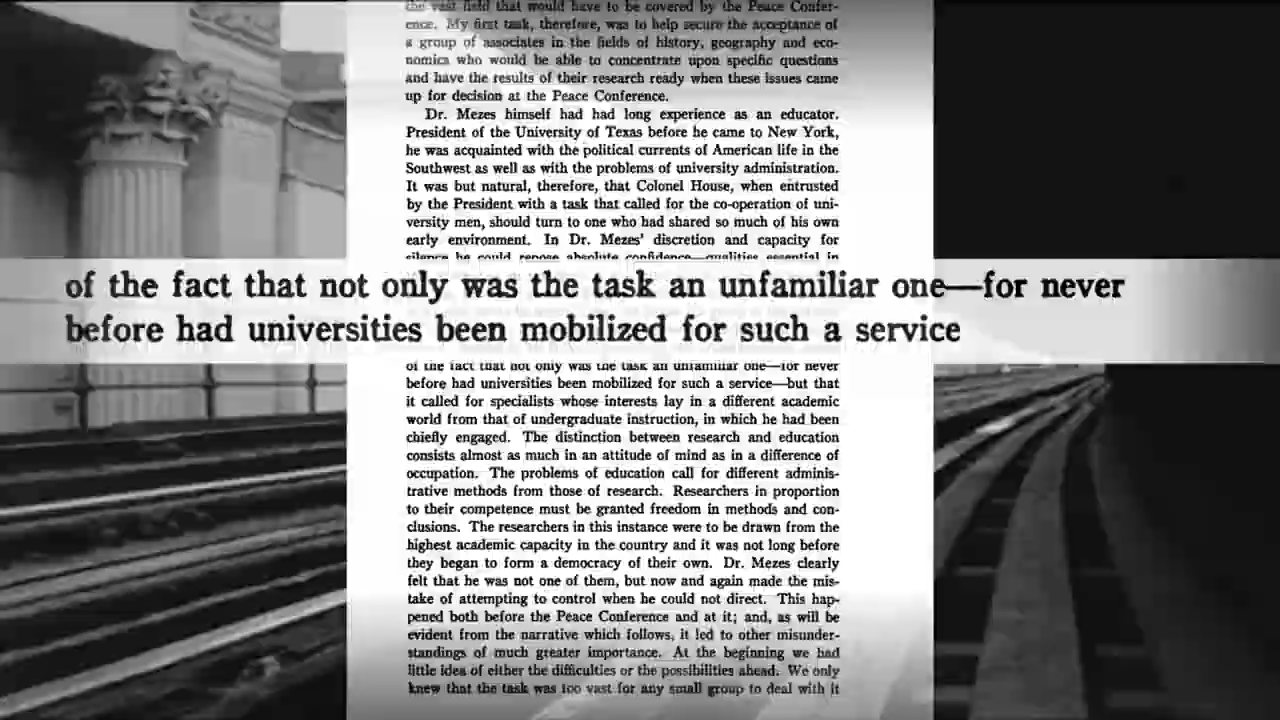 the vast field that would have to be covered by the Peace Confer-
ence. My first task, therefore, was to help secure the acceptance of
a group of associates in the fields of history, geography and eco-
nomics who would be able to concentrate upon specific questions
and have the results of their research ready when these issues came
up for decision at the Peace Conference.
Dr. Mezes himself had had long experience as an educator.
President of the University of Texas before he came to New York,
he was acquainted with the political currents of American life in the
Southwest as well as with the problems of university administration.
It was but natural, therefore, that Colonel House, when entrusted
by the President with a task that called for the co-operation of uni-
versity men, should turn to one who had shared so much of his own
early environment. In Dr. Mezes' discretion and capacity for
silence he could repose absolute confidence—qualities essential in
of the fact that not only was the task an unfamiliar one—for never
before had universities been mobilized for such a service
of the fact that not only was the task an unfamiliar one—for never
before had universities been mobilized for such a service—but that
it called for specialists whose interests lay in a different academic
world from that of undergraduate instruction, in which he had been
chiefly engaged. The distinction between research and education
consists almost as much in an attitude of mind as in a difference of
occupation. The problems of education call for different adminis-
trative methods from those of research. Researchers in proportion
to their competence must be granted freedom in methods and con-
clusions. The researchers in this instance were to be drawn from the
highest academic capacity in the country and it was not long before
they began to form a democracy of their own. Dr. Mezes clearly
felt that he was not one of them, but now and again made the mis-
take of attempting to control when he could not direct. This hap-
pened both before the Peace Conference and at it; and, as will be
evident from the narrative which follows, it led to other misunder-
standings of much greater importance. At the beginning we had
little idea of either the difficulties or the possibilities ahead. We only
knew that the task was too vast for any small group to deal with it